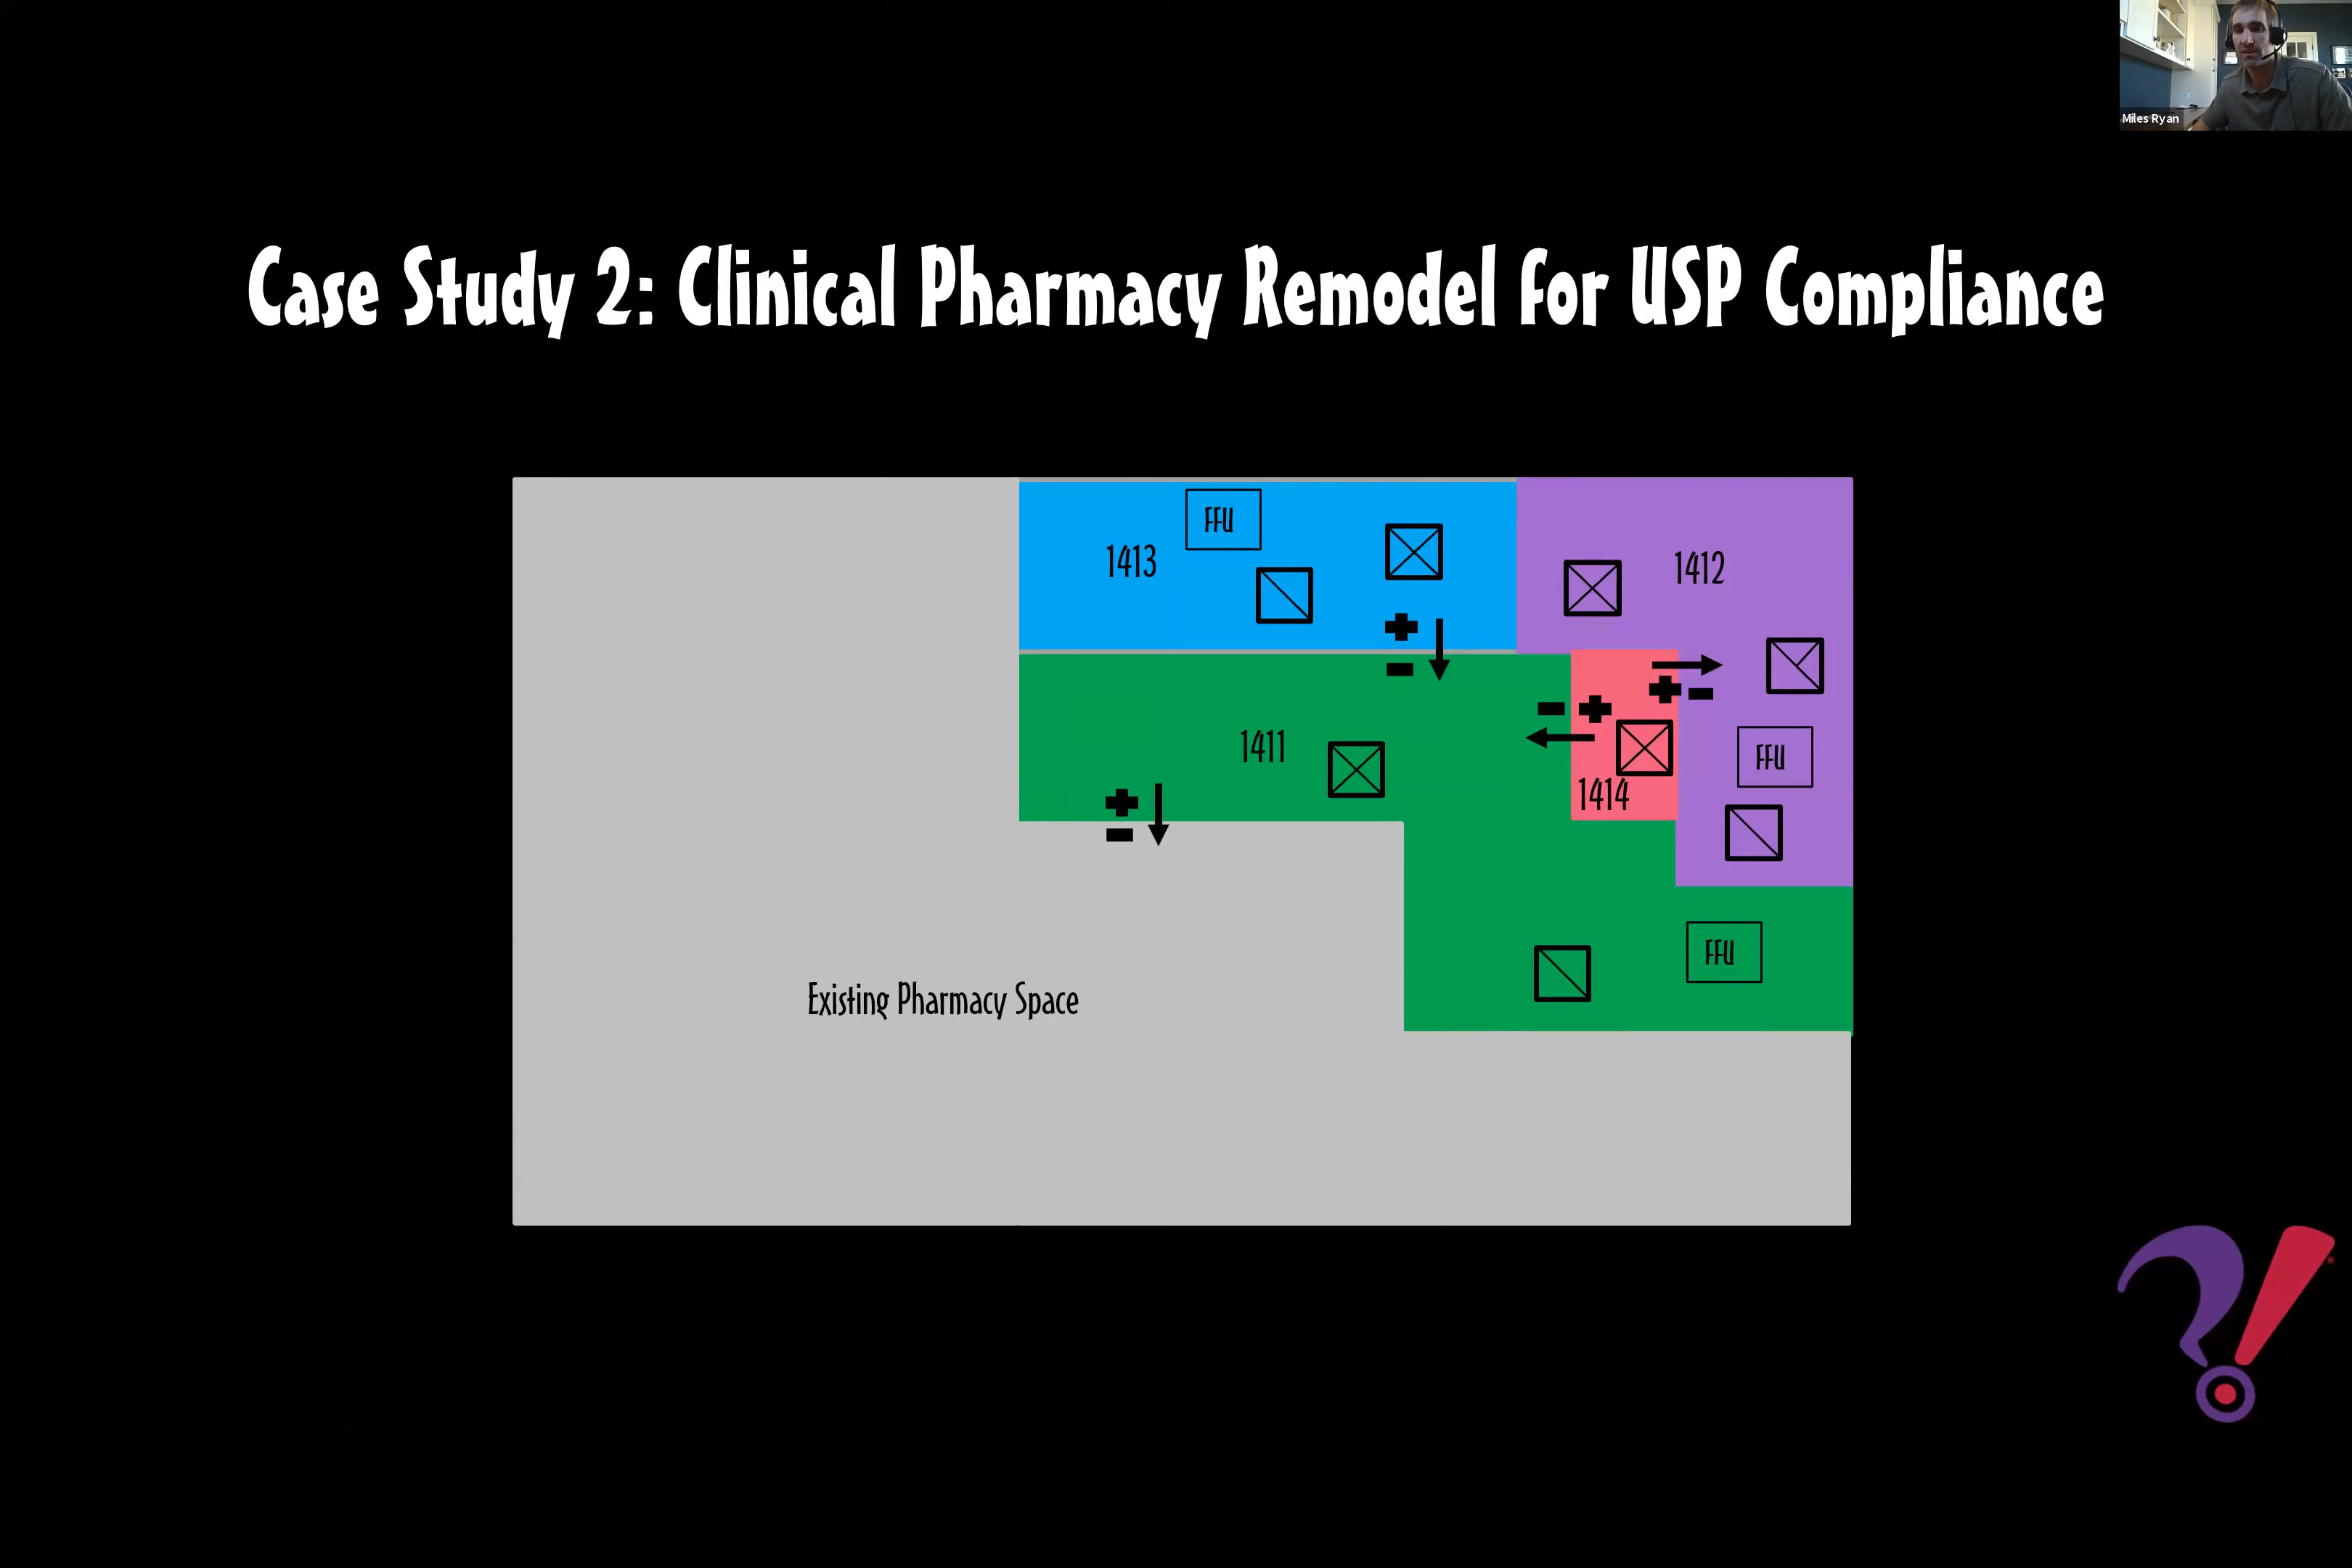 Miles Ryan
Case Study 2: Clinical Pharmacy Remodel for USP Compliance
FFU
1413
1412
1411
FFU
1414
FFU
Existing Pharmacy Space